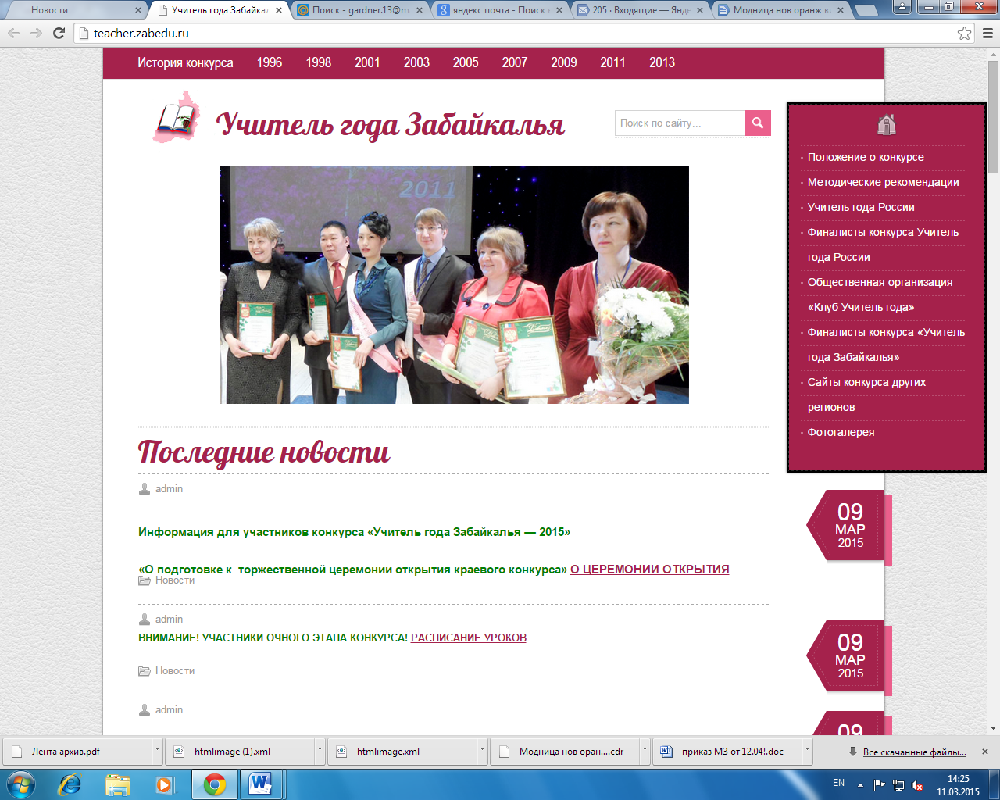 Новости
Учитель года Забайкал
Поиск - gardner.13@m
яндекс почта - Поиск в
205 · Входящие — Янде
Модница нов оранж в
teacher.zabedu.ru
История конкурса 1996 1998 2001 2003 2005 2007 2009 2011 2013
Учитель года Забайкалья
Поиск по сайту...
2011
Положение о конкурсе
Методические рекомендации
Учитель года России
Финалисты конкурса Учитель
года России
Общественная организация
«Клуб Учитель года»
Финалисты конкурса «Учитель
года Забайкалья»
Сайты конкурса других
регионов
Фотогалерея
Последние новости
admin
09
МАР
2015
Информация для участников конкурса «Учитель года Забайкалья — 2015»
«О подготовке к торжественной церемонии открытия краевого конкурса» О ЦЕРЕМОНИИ ОТКРЫТИЯ
Новости
admin
09
МАР
2015
ВНИМАНИЕ! УЧАСТНИКИ ОЧНОГО ЭТАПА КОНКУРСА! РАСПИСАНИЕ УРОКОВ
Новости
admin
09
Лента архив.pdf
htmlimage (1).xml
htmlimage.xml
Модница нов оран....cdr
приказ МЗ от 12.04!.doc
Все скачанные файлы...
EN
14:25
11.03.2015